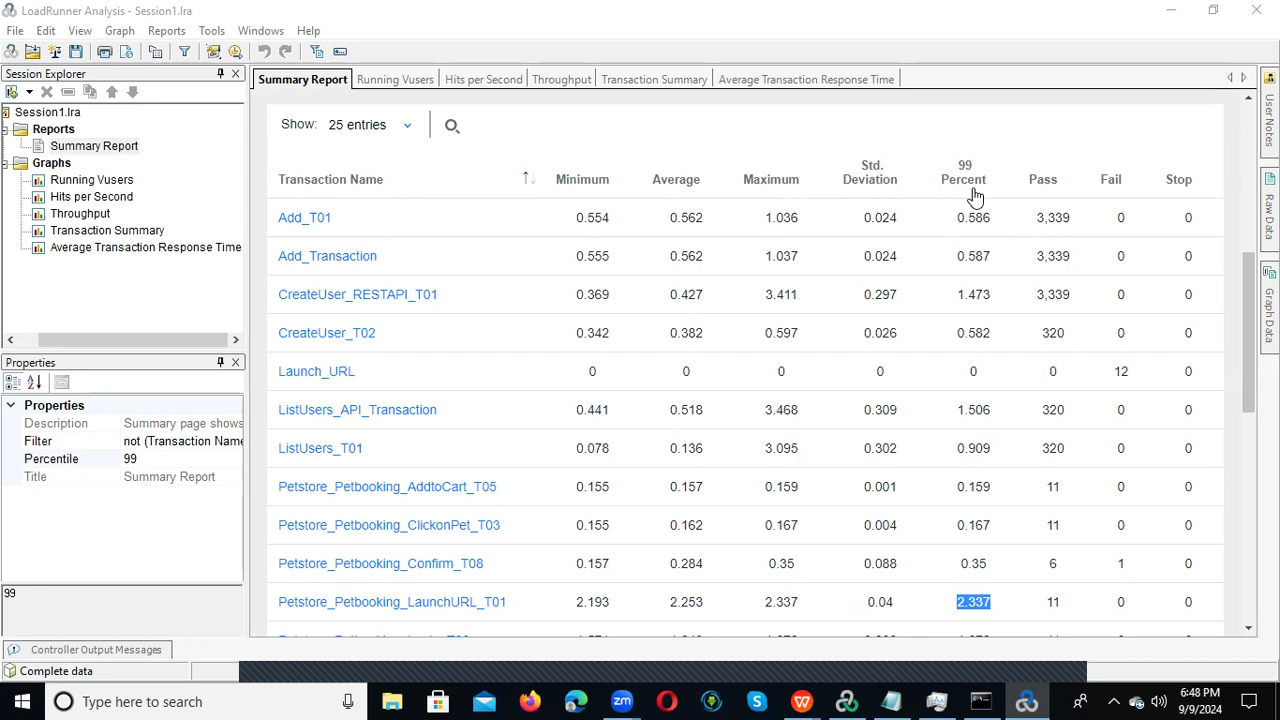 LoadRunner Analysis - Session1.lra
File Edit View Graph Reports Tools Windows Help
Session Explorer
Session1.lra
Reports
Summary Report
Graphs
Running Vusers
Hits per Second
Throughput
Transaction Summary
Average Transaction Response Time
Properties
Properties
Description Summary page shows
Filter not (Transaction Name
Percentile 99
Title Summary Report
99
Summary Report Running Vusers Hits per Second Throughput Transaction Summary Average Transaction Response Time
Show: 25 entries
Transaction Name Minimum Average Maximum Std. Deviation 99 Percent Pass Fail Stop
Add_T01 0.554 0.562 1.036 0.024 0.586 3,339 0 0
Add_Transaction 0.555 0.562 1.037 0.024 0.587 3,339 0 0
CreateUser_RESTAPI_T01 0.369 0.427 3.411 0.297 1.473 3,339 0 0
CreateUser_T02 0.342 0.382 0.597 0.026 0.582 320 0 0
Launch_URL 0 0 0 0 0 0 12 0
ListUsers_API_Transaction 0.441 0.518 3.468 0.309 1.506 320 0 0
ListUsers_T01 0.078 0.136 3.095 0.302 0.909 320 0 0
Petstore_Petbooking_AddtoCart_T05 0.155 0.157 0.159 0.001 0.159 11 0 0
Petstore_Petbooking_ClickonPet_T03 0.155 0.162 0.167 0.004 0.167 11 0 0
Petstore_Petbooking_Confirm_T08 0.157 0.284 0.35 0.088 0.35 6 1 0
Petstore_Petbooking_LaunchURL_T01 2.193 2.253 2.337 0.04 2.337 11 0 0
User Notes
Raw Data
Graph Data
Controller Output Messages
Complete data
Type here to search
6:48 PM
9/9/2024